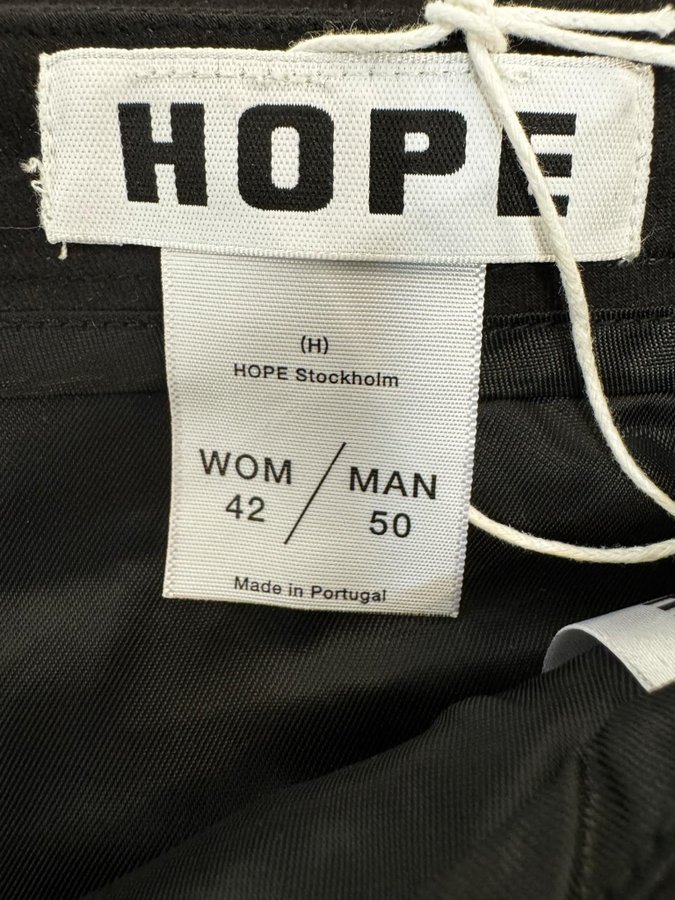 HOPE
(H)
HOPE Stockholm
WOM / MAN
42 50
Made in Portugal